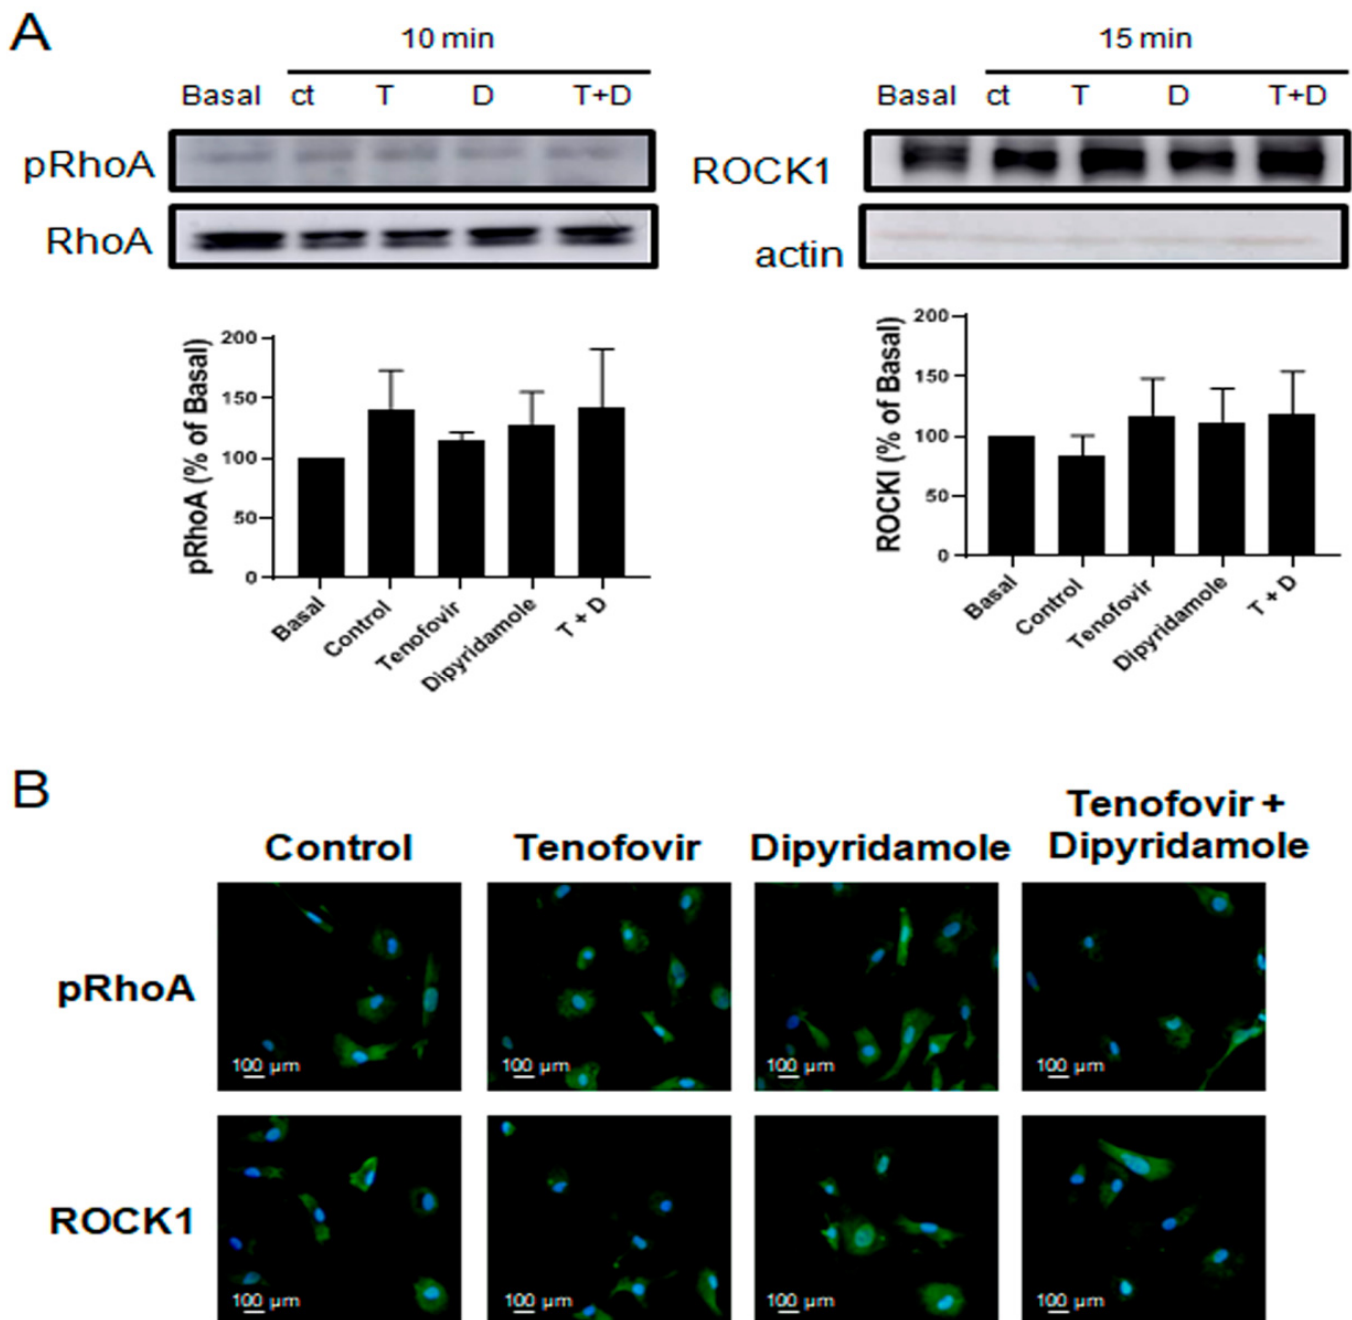 A
10 min
Basal ct T D T+D
pRhoA
RhoA
15 min
Basal ct T D T+D
ROCK1
actin
pRhoA (% of Basal)
200
150
100
50
0
Basal
Control
Tenofovir
Dipyridamole
T + D
ROCKI (% of Basal)
200
150
100
50
0
Basal
Control
Tenofovir
Dipyridamole
T + D
B
Control
Tenofovir
Dipyridamole
Tenofovir +
Dipyridamole
pRhoA
100 µm
100 µm
100 µm
100 µm
ROCK1
100 µm
100 µm
100 µm
100 µm